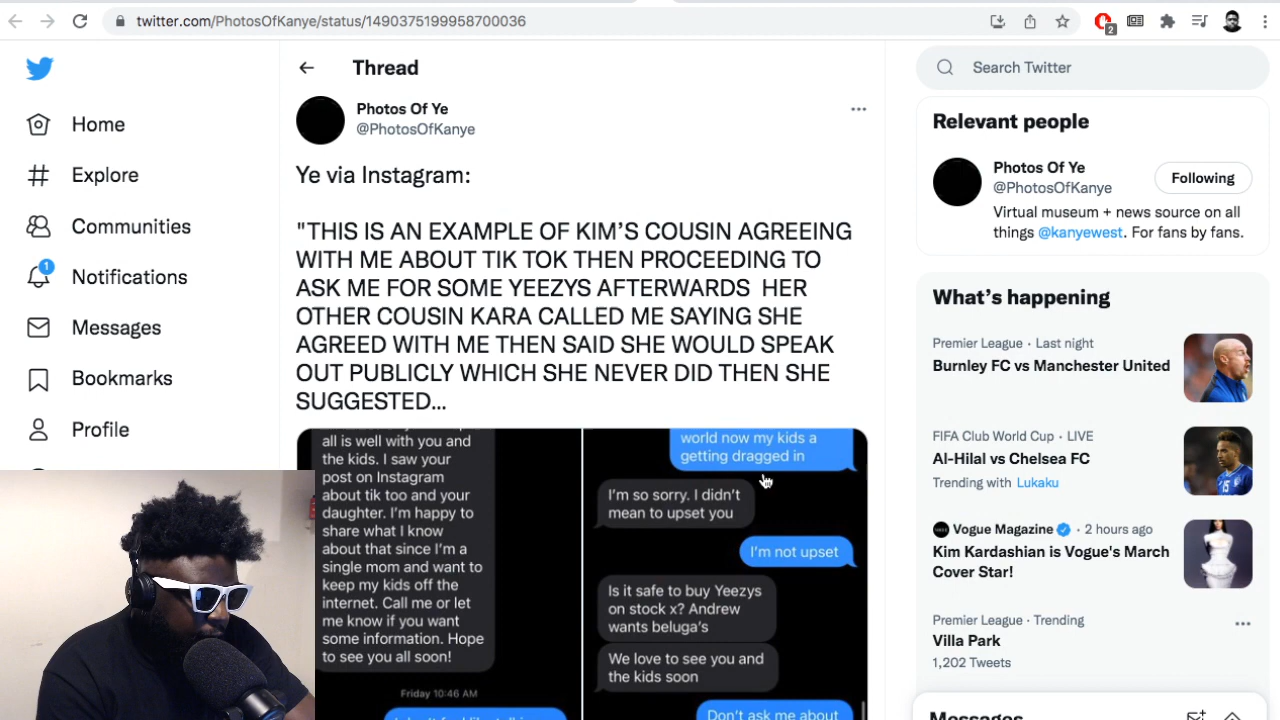 twitter.com/PhotosOfKanye/status/1490375199958700036
2
Home
Explore
Communities
1
Notifications
Messages
Bookmarks
Profile
Thread
Photos Of Ye
@PhotosOfKanye
Ye via Instagram:
"THIS IS AN EXAMPLE OF KIM'S COUSIN AGREEING
WITH ME ABOUT TIK TOK THEN PROCEEDING TO
ASK ME FOR SOME YEEZYS AFTERWARDS HER
OTHER COUSIN KARA CALLED ME SAYING SHE
AGREED WITH ME THEN SAID SHE WOULD SPEAK
OUT PUBLICLY WHICH SHE NEVER DID THEN SHE
SUGGESTED...
all is well with you and
the kids. I saw your
post on Instagram
about tik too and your
daughter. I'm happy to
share what I know
about that since I'm a
single mom and want to
keep my kids off the
internet. Call me or let
me know if you want
some information. Hope
to see you all soon!
Friday 10:46 AM
world now my kids a
getting dragged in
I'm so sorry. I didn't
mean to upset you
I'm not upset
Is it safe to buy Yeezys
on stock x? Andrew
wants beluga's
We love to see you and
the kids soon
Don't ask me about
Search Twitter
Relevant people
Photos Of Ye
@PhotosOfKanye
Following
Virtual museum + news source on all
things @kanyewest. For fans by fans.
What's happening
Premier League · Last night
Burnley FC vs Manchester United
FIFA Club World Cup · LIVE
Al-Hilal vs Chelsea FC
Trending with Lukaku
Vogue Magazine · 2 hours ago
Kim Kardashian is Vogue's March
Cover Star!
Premier League · Trending
Villa Park
1,202 Tweets
Messages